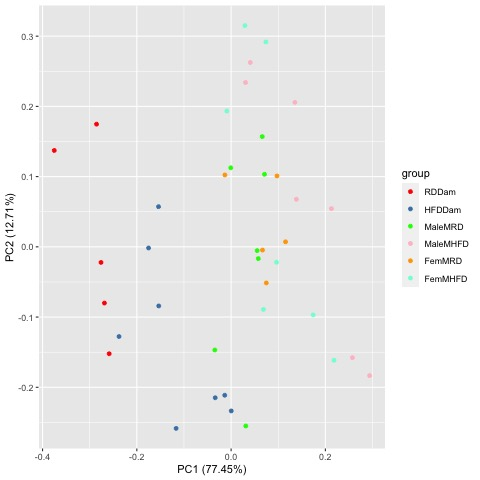 group
RDDam
HFDDam
MaleMRD
MaleMHFD
FemMRD
FemMHFD
0.3
0.2
0.1
0.0
-0.1
-0.2
PC2 (12.71%)
-0.4
-0.2
0.0
0.2
PC1 (77.45%)